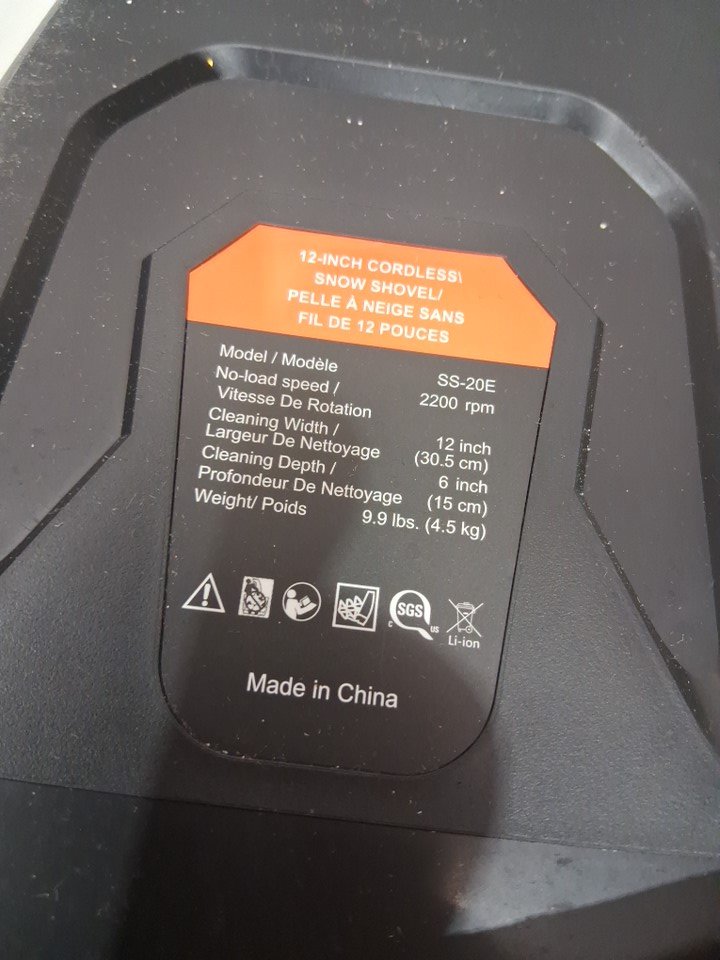 12-INCH CORDLESS\
SNOW SHOVEL/
PELLE À NEIGE SANS
FIL DE 12 POUCES
Model / Modèle SS-20E
No-load speed / 2200 rpm
Vitesse De Rotation
Cleaning Width / 12 inch
Largeur De Nettoyage (30.5 cm)
Cleaning Depth / 6 inch
Profondeur De Nettoyage (15 cm)
Weight/ Poids 9.9 lbs. (4.5 kg)
SGS
C US
Li-ion
Made in China